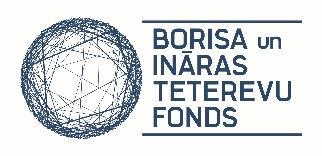 BORISA un
INĀRAS
TETEREVU
FONDS